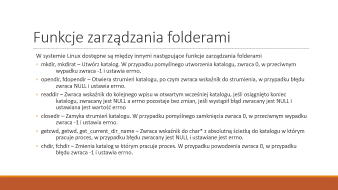 Funkcje zarządzania folderami
W systemie Linux dostępne są między innymi następujące funkcje zarządzania folderami
- mkdir, mkdirat – Utwórz katalog. W przypadku pomyślnego utworzenia katalogu, zwraca 0, w przeciwnym
wypadku zwraca -1 i ustawia errno.
- opendir, fdopendir – Otwiera strumień katalogu, po czym zwraca wskaźnik do strumienia, w przypadku błędu
zwraca NULL i ustawia errno.
- readdir – Zwraca wskaźnik do kolejnego wpisu w otwartym wcześniej katalogu, jeśli osiągnięto koniec
katalogu, zwracany jest NULL a errno pozostaje bez zmian, jeśli wystąpił błąd zwracany jest NULL i
ustawiana jest wartość errno
- closedir – Zamyka strumień katalogu. W przypadku pomyślnego zamknięcia zwraca 0, w przeciwnym wypadku
zwraca -1 i ustawia errno.
- getcwd, getwd, get_current_dir_name – Zwraca wskaźnik do char* z absolutną ścieżką do katalogu w którym
pracuje proces, w przypadku błędu zwracany jest NULL i ustawiane jest errno.
- chdir, fchdir – Zmienia katalog w którym pracuje proces. W przypadku powodzenia zwraca 0, w przypadku
błędu zwraca -1 i ustawia errno.